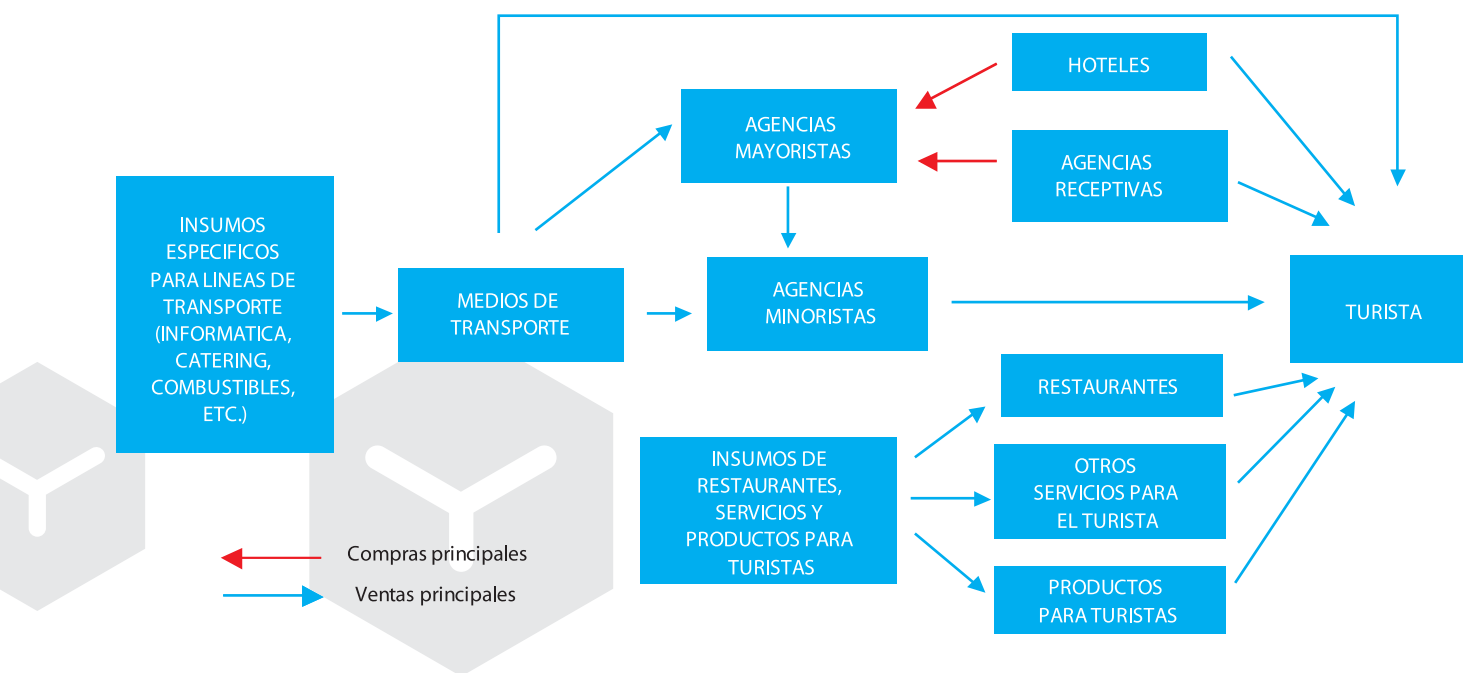 HOTELES
AGENCIAS
MAYORISTAS
AGENCIAS
RECEPTIVAS
INSUMOS
ESPECIFICOS
PARA LINEAS DE
TRANSPORTE
(INFORMATICA,
CATERING,
COMBUSTIBLES,
ETC.)
MEDIOS DE
TRANSPORTE
AGENCIAS
MINORISTAS
TURISTA
RESTAURANTES
INSUMOS DE
RESTAURANTES,
SERVICIOS Y
PRODUCTOS PARA
TURISTAS
OTROS
SERVICIOS PARA
EL TURISTA
PRODUCTOS
PARA TURISTAS
Compras principales
Ventas principales